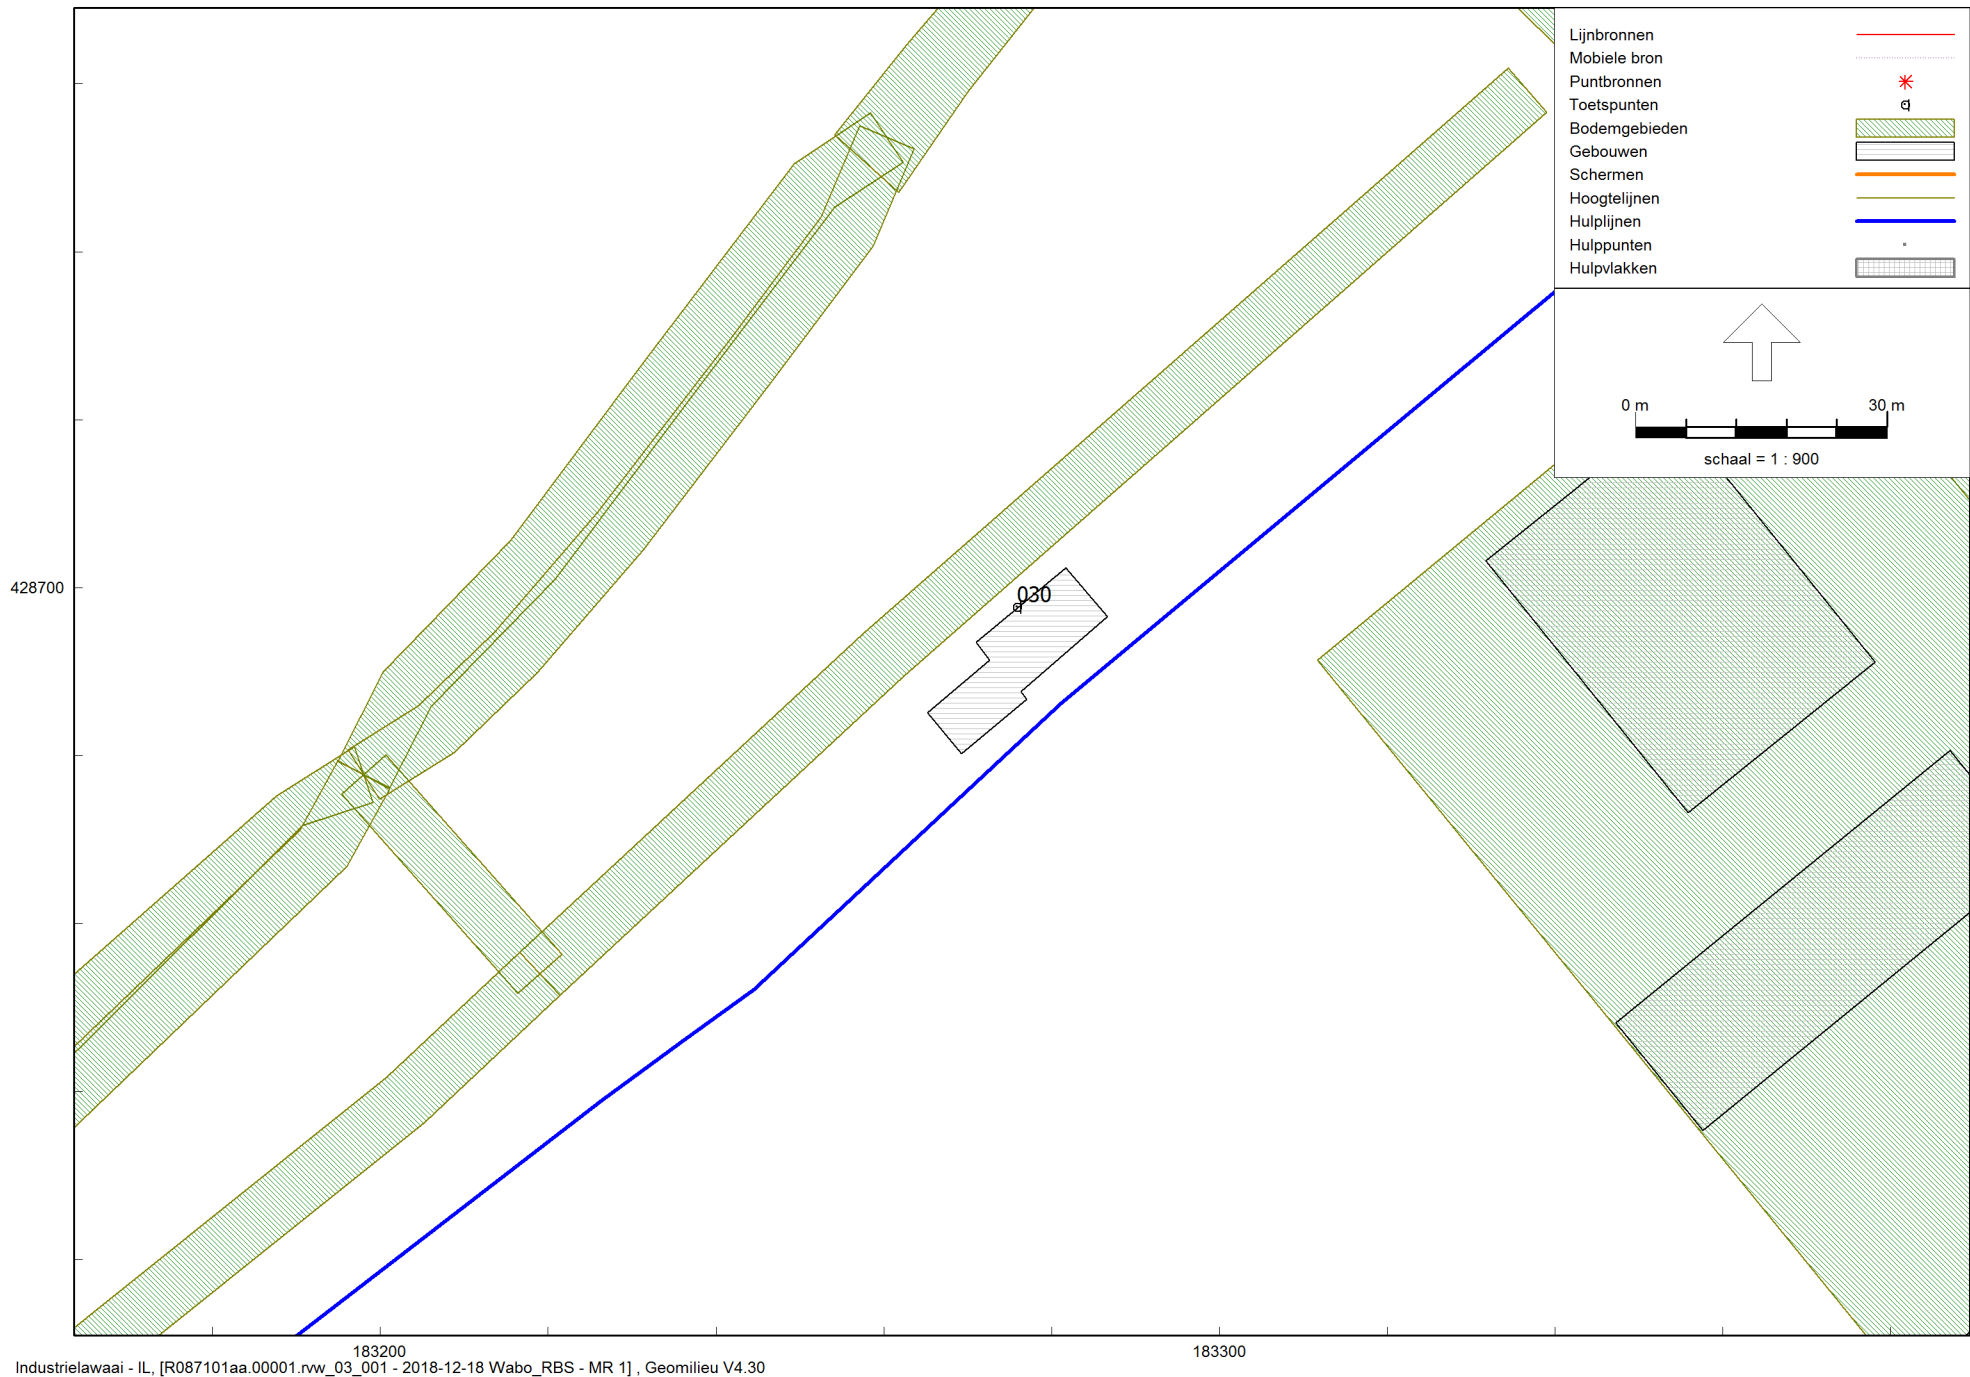 Lijnbronnen
Mobiele bron
Puntbronnen
Toetspunten
Bodemgebieden
Gebouwen
Schermen
Hoogtelijnen
Hulplijnen
Hulppunten
Hulpvlakken
0 m 30 m
schaal = 1 : 900
428700
030
183200 183300
Industrielawaai - IL, [R087101aa.00001.rvw_03_001 - 2018-12-18 Wabo_RBS - MR 1] , Geomilieu V4.30